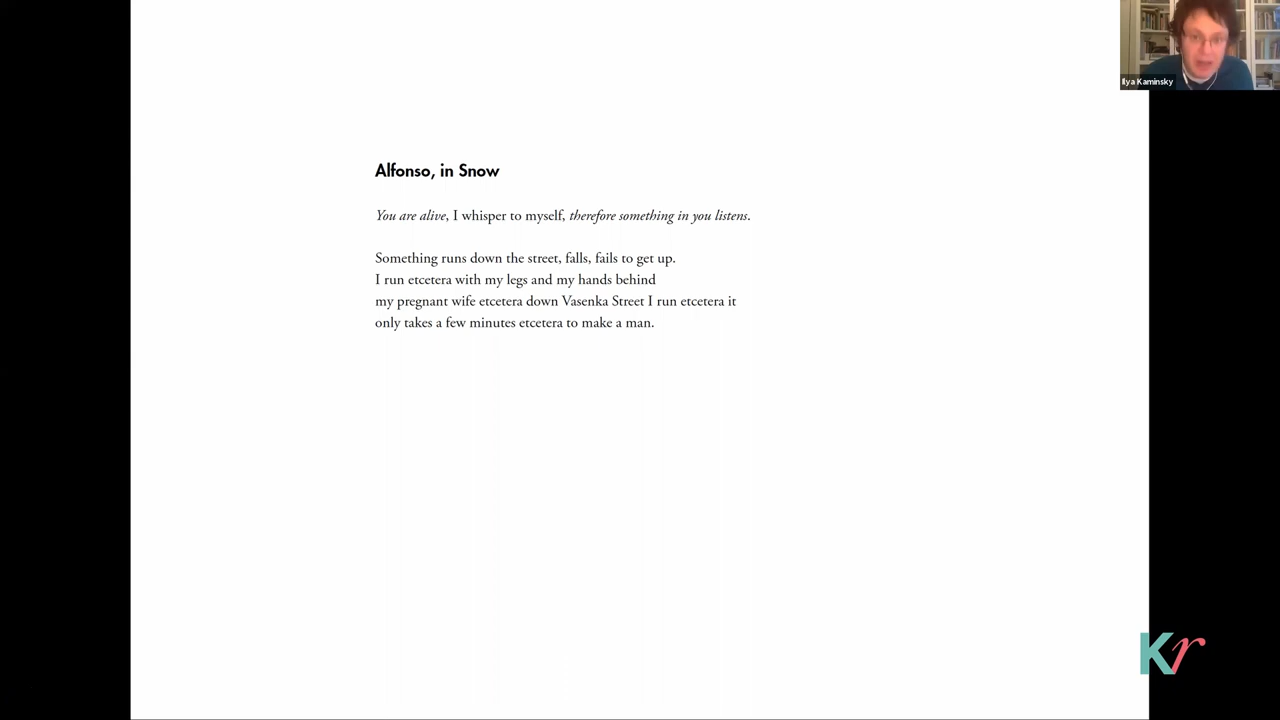 Ilya Kaminsky
Alfonso, in Snow
You are alive, I whisper to myself, therefore something in you listens.
Something runs down the street, falls, fails to get up.
I run etcetera with my legs and my hands behind
my pregnant wife etcetera down Vasenka Street I run etcetera it
only takes a few minutes etcetera to make a man.
Kr